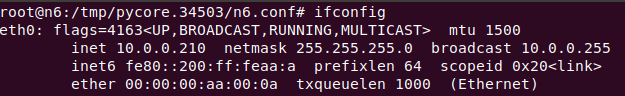 root@n6:/tmp/pycore.34503/n6.conf# ifconfig
eth0: flags=4163<UP,BROADCAST,RUNNING,MULTICAST>  mtu 1500
        inet 10.0.0.210  netmask 255.255.255.0  broadcast 10.0.0.255
        inet6 fe80::200:ff:feaa:a  prefixlen 64  scopeid 0x20<link>
        ether 00:00:00:aa:00:0a  txqueuelen 1000  (Ethernet)